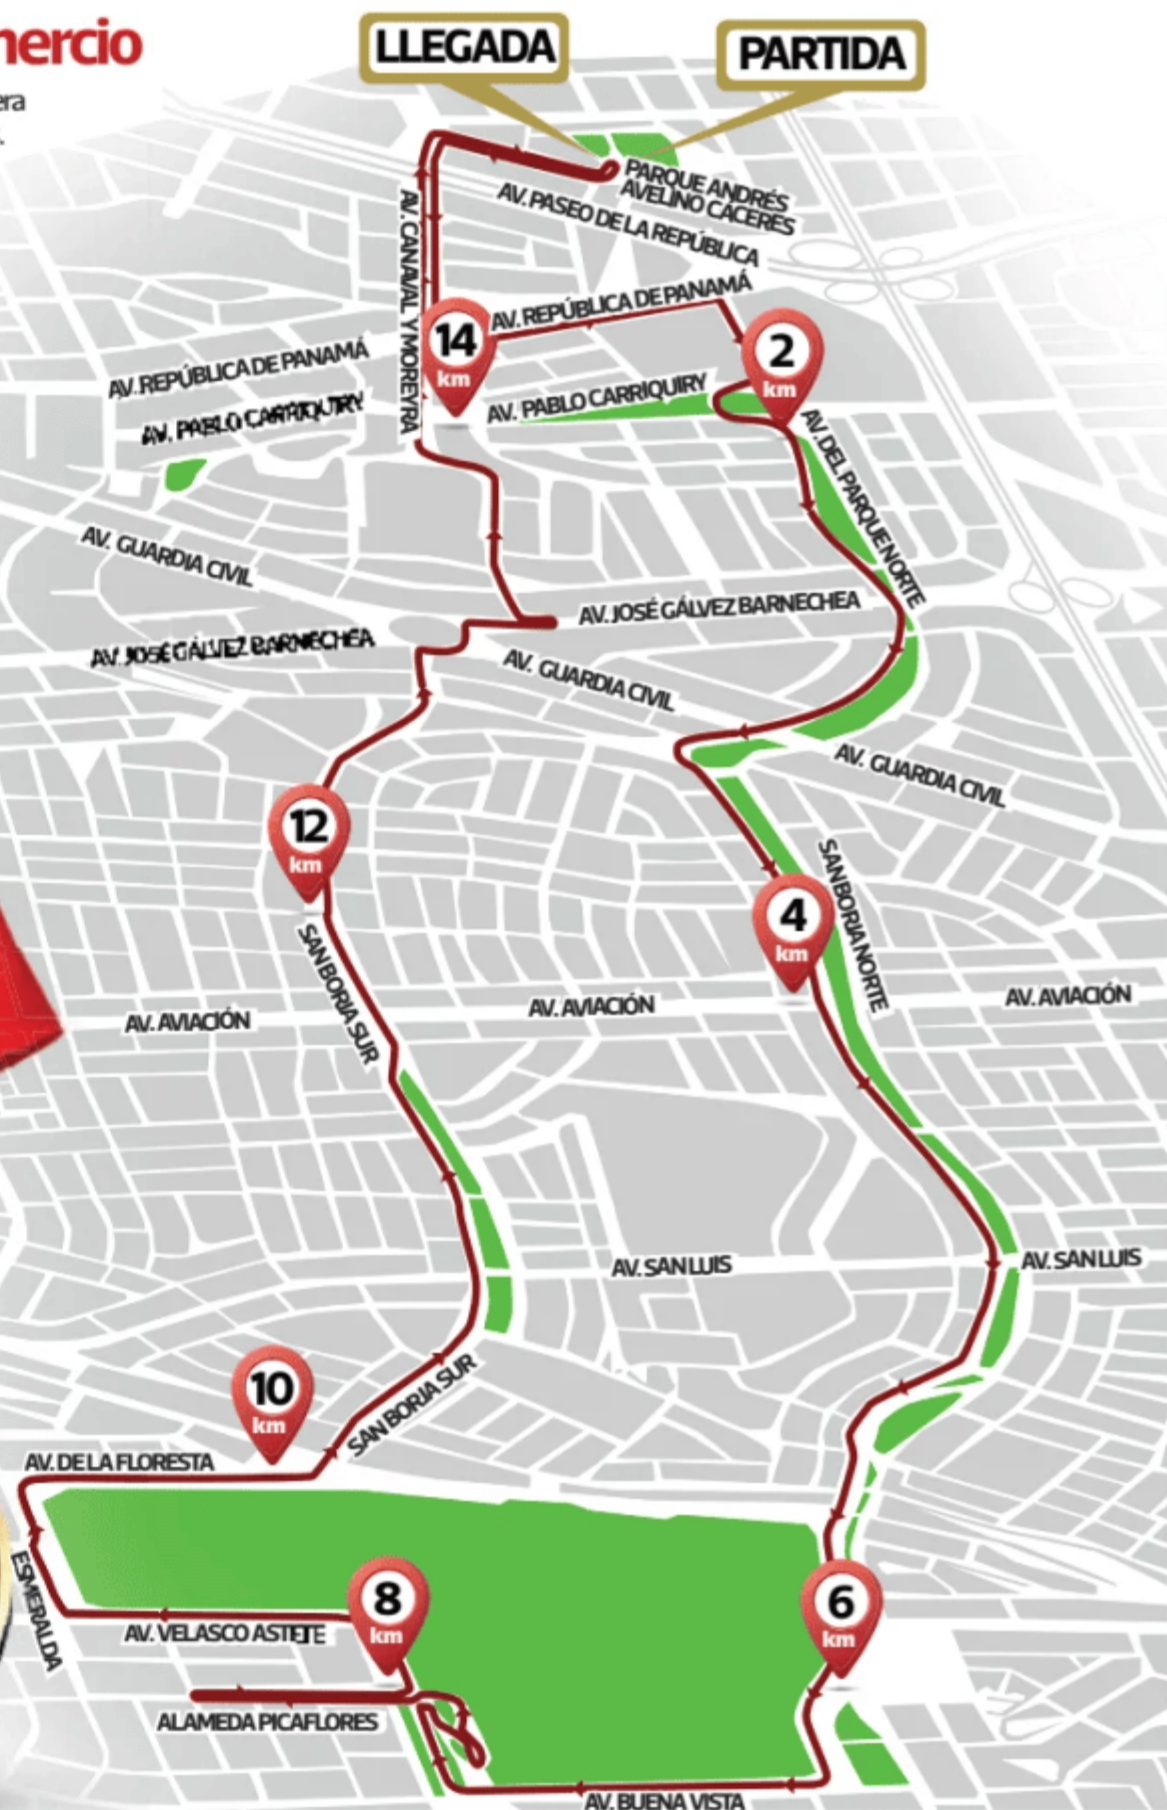 mercio
LLEGADA
PARTIDA
era
PARQUE ANDRÉS
AVELINO CÁCERES
AV. PASEO DE LA REPÚBLICA
AV. CANAVAL Y MOREYRA
AV. REPÚBLICA DE PANAMÁ
14
km
2
km
AV. REPÚBLICA DE PANAMÁ
AV. PABLO CARRIQUIRY
AV. PABLO CARRIQUIRY
AV. DEL PARQUE NORTE
AV. GUARDIA CIVIL
AV. JOSÉ GÁLVEZ BARNECHEA
AV. JOSÉ GÁLVEZ BARNECHEA
AV. GUARDIA CIVIL
AV. GUARDIA CIVIL
12
km
SAN BORJA NORTE
4
km
SAN BORJA SUR
AV. AVIACIÓN
AV. AVIACIÓN
AV. AVIACIÓN
AV. SAN LUIS
AV. SAN LUIS
10
km
SAN BORJA SUR
AV. DE LA FLORESTA
ESMERALDA
8
km
6
km
AV. VELASCO ASTETE
ALAMEDA PICAFLORES
AV. BUENA VISTA